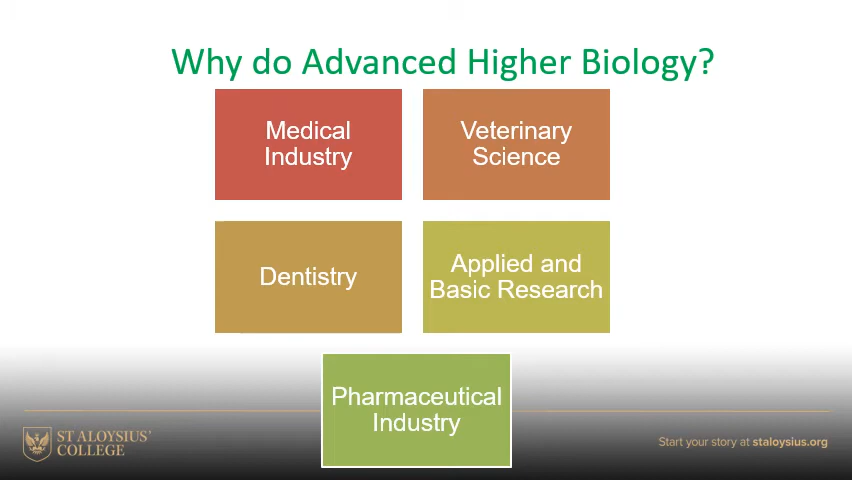 Why do Advanced Higher Biology?
Medical
Industry
Veterinary
Science
Dentistry
Applied and
Basic Research
Pharmaceutical
Industry
ST ALOYSIUS'
COLLEGE
Start your story at staloysius.org